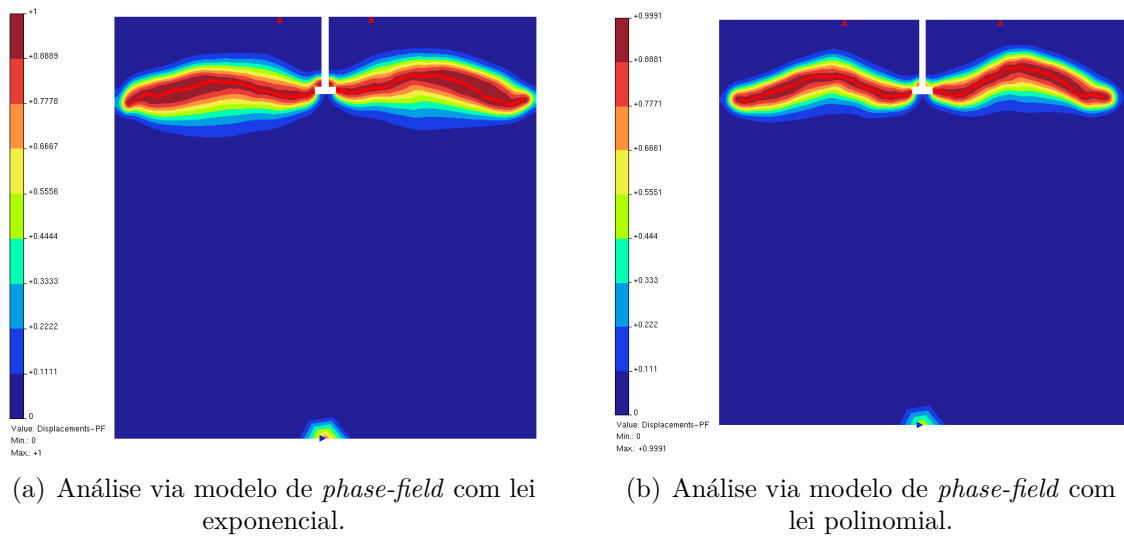 +1
+0.8889
+0.7778
+0.6667
+0.5556
+0.4444
+0.3333
+0.2222
+0.1111
0
Value: Displacements-PF
Min.: 0
Max.: +1
(a) Análise via modelo de phase-field com lei
exponencial.
+0.9991
+0.8881
+0.7771
+0.6661
+0.5551
+0.444
+0.333
+0.222
+0.111
0
Value: Displacements-PF
Min.: 0
Max.: +0.9991
(b) Análise via modelo de phase-field com
lei polinomial.